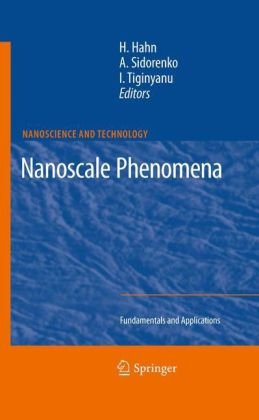 H. Hahn
A. Sidorenko
I. Tiginyanu
Editors
NANOSCIENCE AND TECHNOLOGY
Nanoscale Phenomena
Fundamentals and Applications
Springer